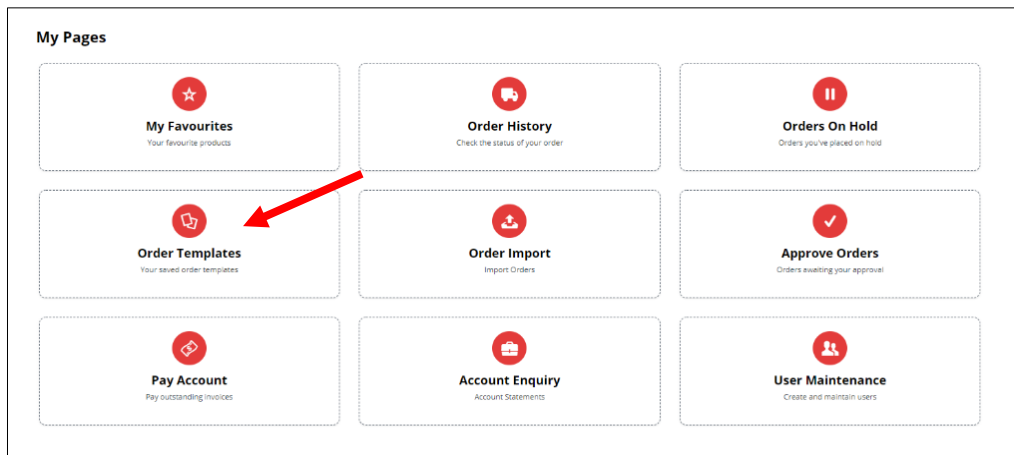 My Pages
My Favourites
Your favourite products
Order History
Check the status of your order
Orders On Hold
Orders you've placed on hold
Order Templates
Your saved order templates
Order Import
Import Orders
Approve Orders
Orders awaiting your approval
Pay Account
Pay outstanding invoices
Account Enquiry
Account Statements
User Maintenance
Create and maintain users